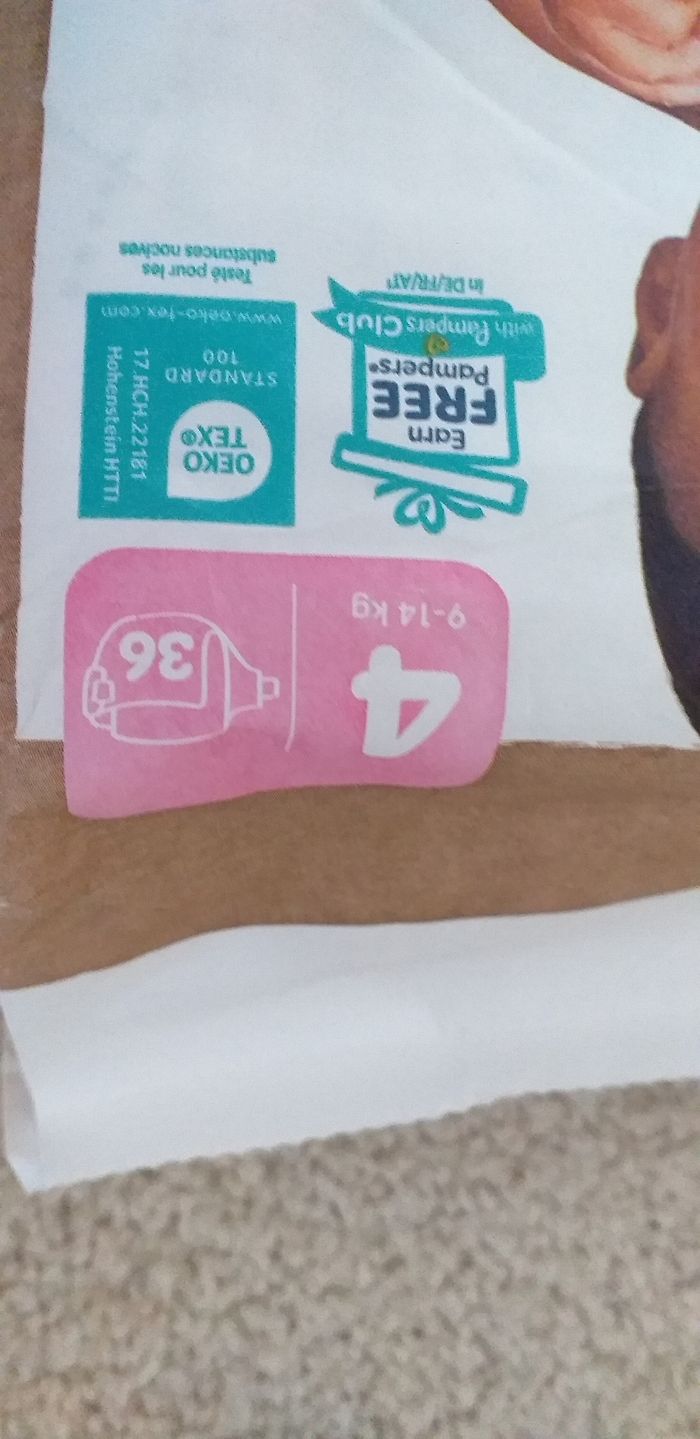 4
9-14 kg
36
Earn
FREE
Pampers®
with Pampers Club
In DE/FR/AT¹
OEKO
TEX®
STANDARD
100
17.HCH.22181
Hohenstein HTTI
www.oeko-tex.com
Testé pour les
substances nocives